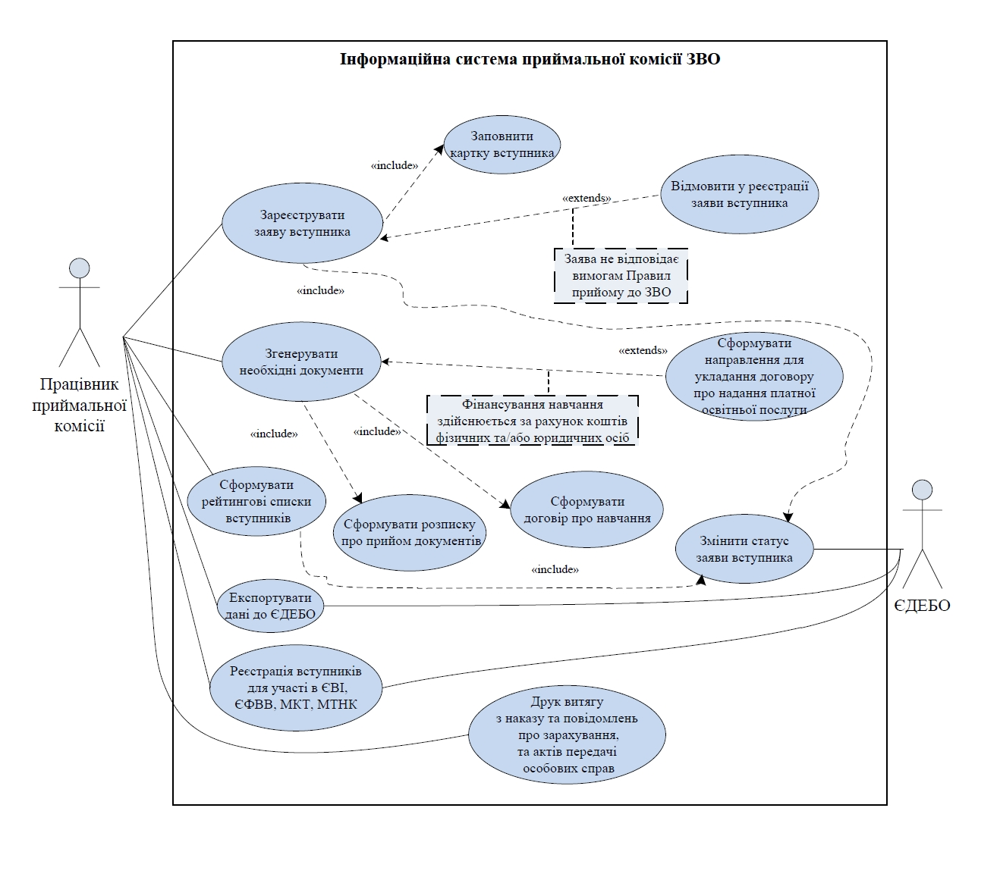 Інформаційна система приймальної комісії ЗВО
Заповнити
картку вступника
«include»
Відмовити у реєстрації
заяви вступника
«extends»
Зареєструвати
заяву вступника
Заява не відповідає
вимогам Правил
прийому до ЗВО
«include»
Працівник
приймальної
комісії
Згенерувати
необхідні документи
«extends»
Сформувати
направлення для
укладання договору
про надання платної
освітньої послуги
Фінансування навчання
здійснюється за рахунок коштів
фізичних та/або юридичних осіб
«include»
«include»
Сформувати
рейтингові списки
вступників
Сформувати розписку
про прийом документів
Сформувати
договір про навчання
Змінити статус
заяви вступника
«include»
ЄДЕБО
Експортувати
дані до ЄДЕБО
Реєстрація вступників
для участі в ЄВІ,
ЄФВВ, МКТ, МТНК
Друк витягу
з наказу та повідомлень
про зарахування,
та актів передачі
особових справ